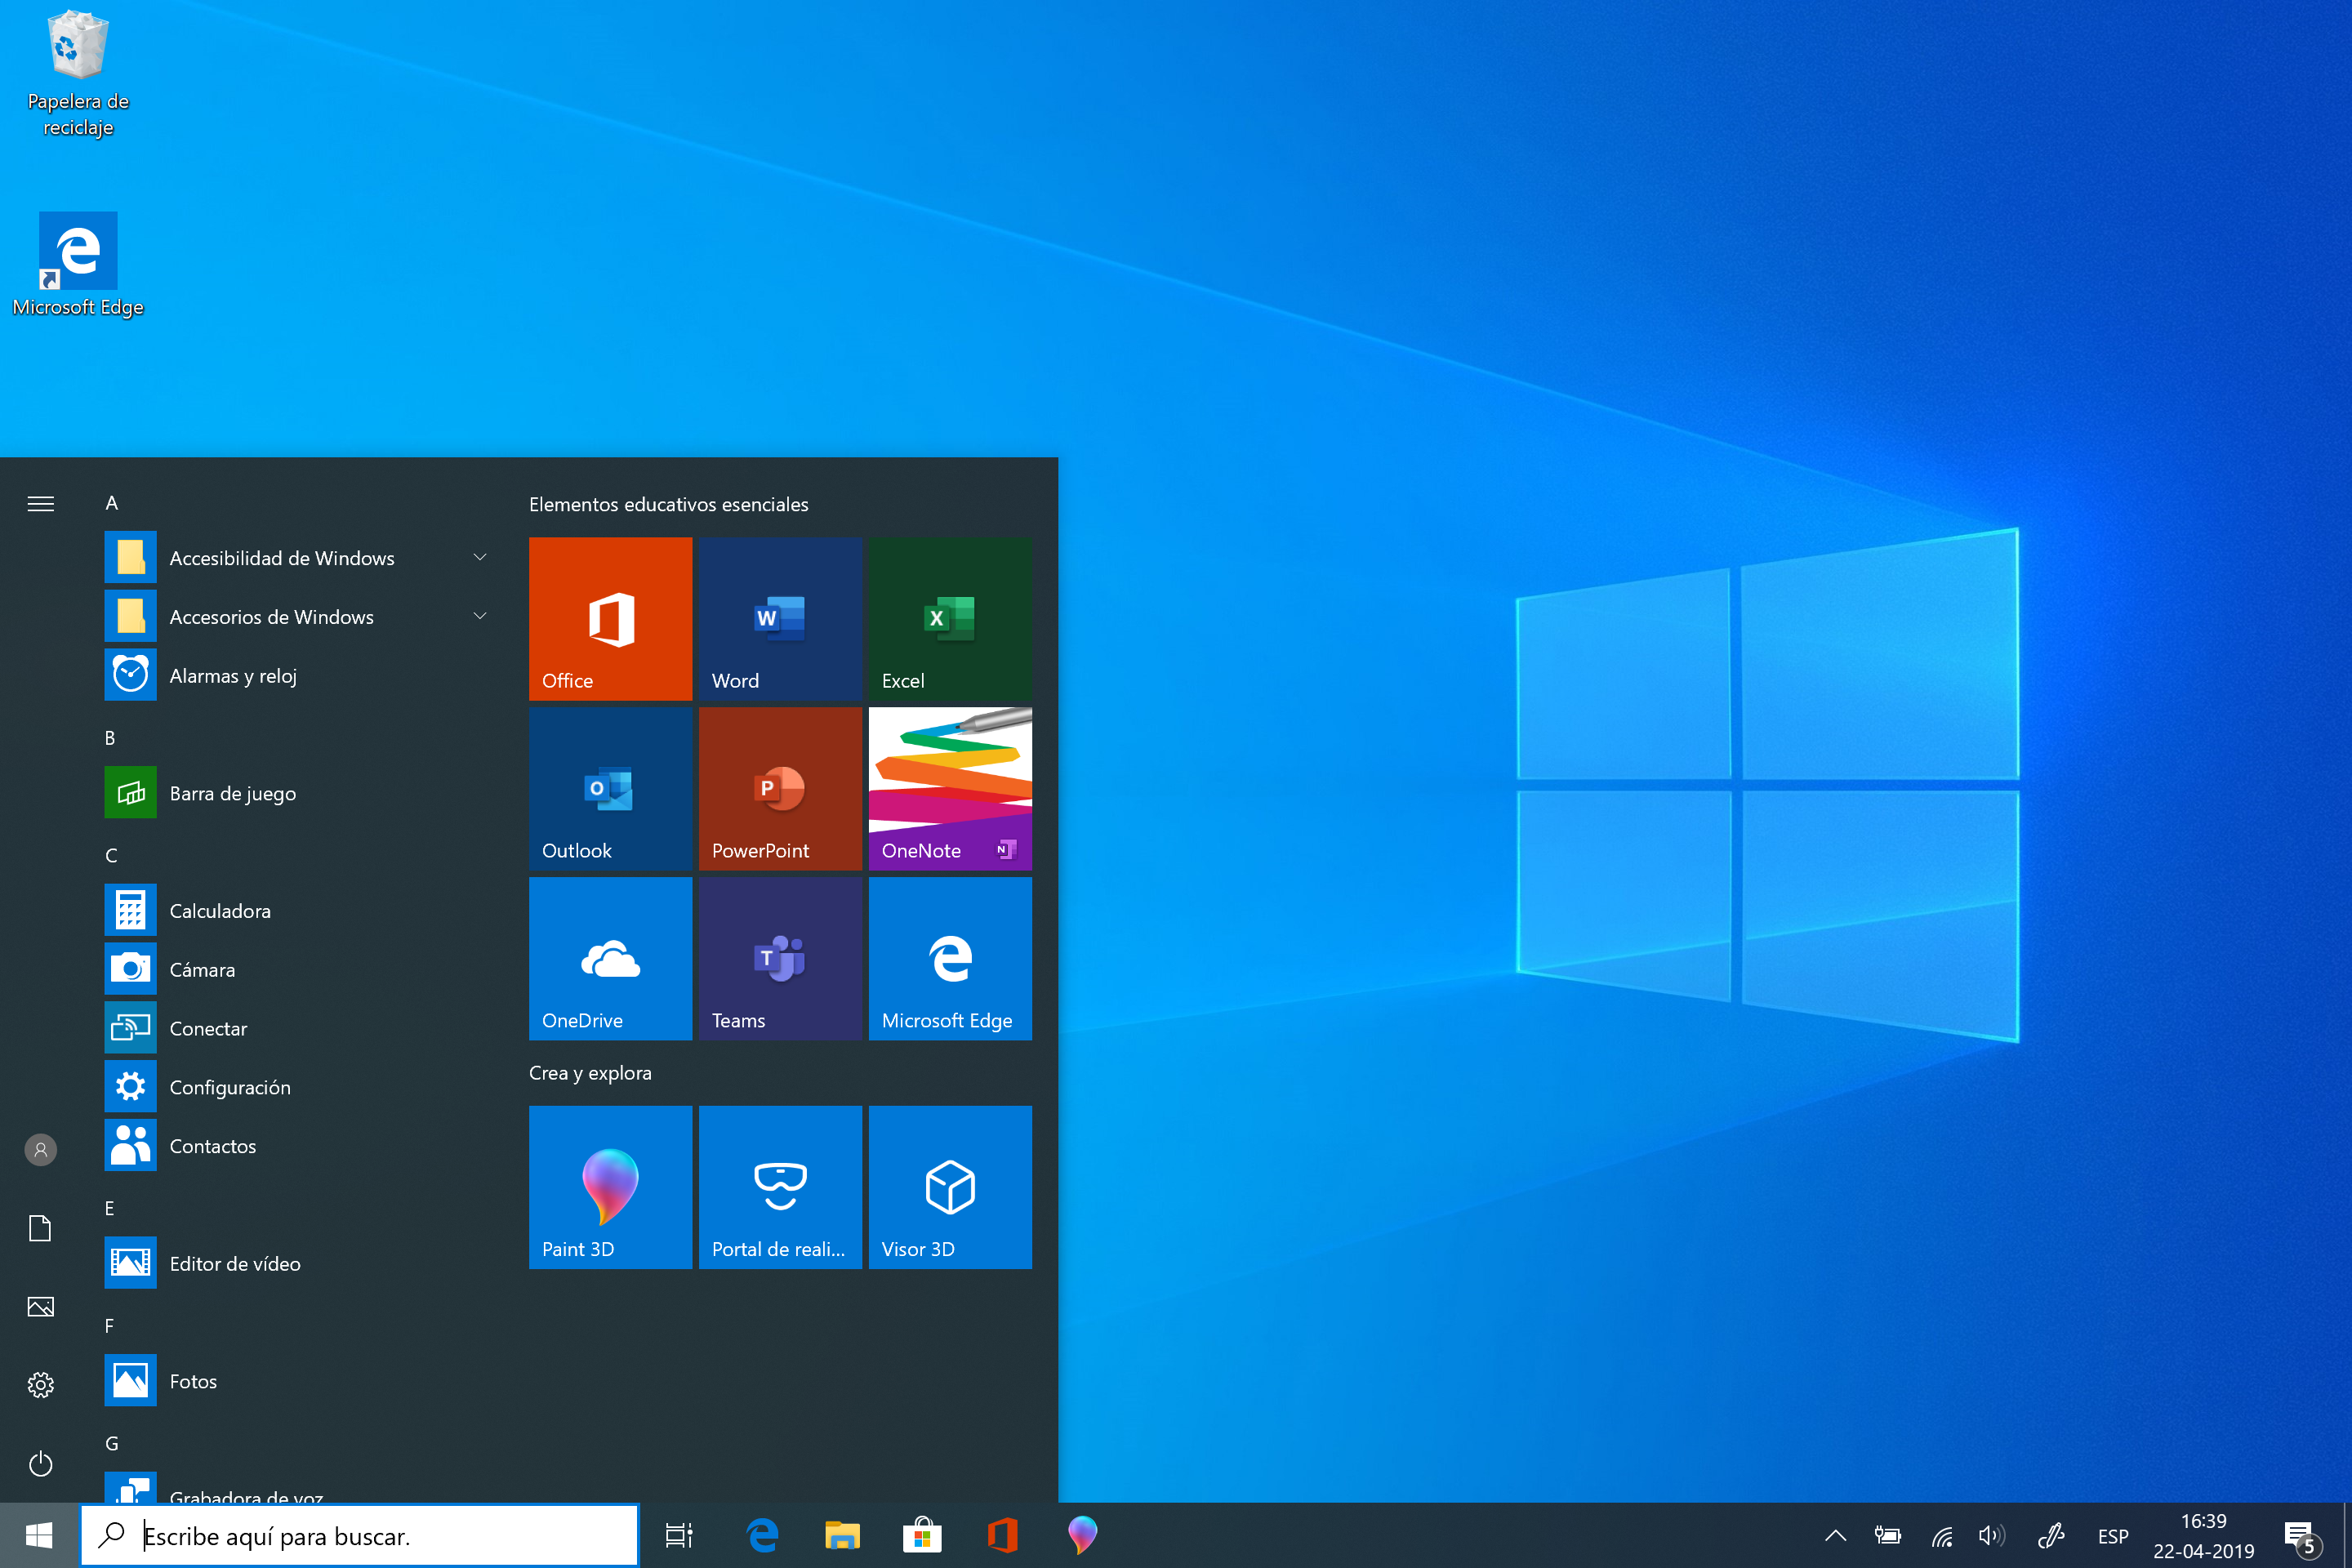 Papelera de
reciclaje
Microsoft Edge
A
Accesibilidad de Windows
Accesorios de Windows
Alarmas y reloj
B
Barra de juego
C
Calculadora
Cámara
Conectar
Configuración
Contactos
E
Editor de vídeo
F
Fotos
G
Grabadora de voz
Elementos educativos esenciales
Office
Word
Excel
Outlook
PowerPoint
OneNote
OneDrive
Teams
Microsoft Edge
Crea y explora
Paint 3D
Portal de reali...
Visor 3D
Escribe aquí para buscar.
ESP
16:39
22-04-2019
5